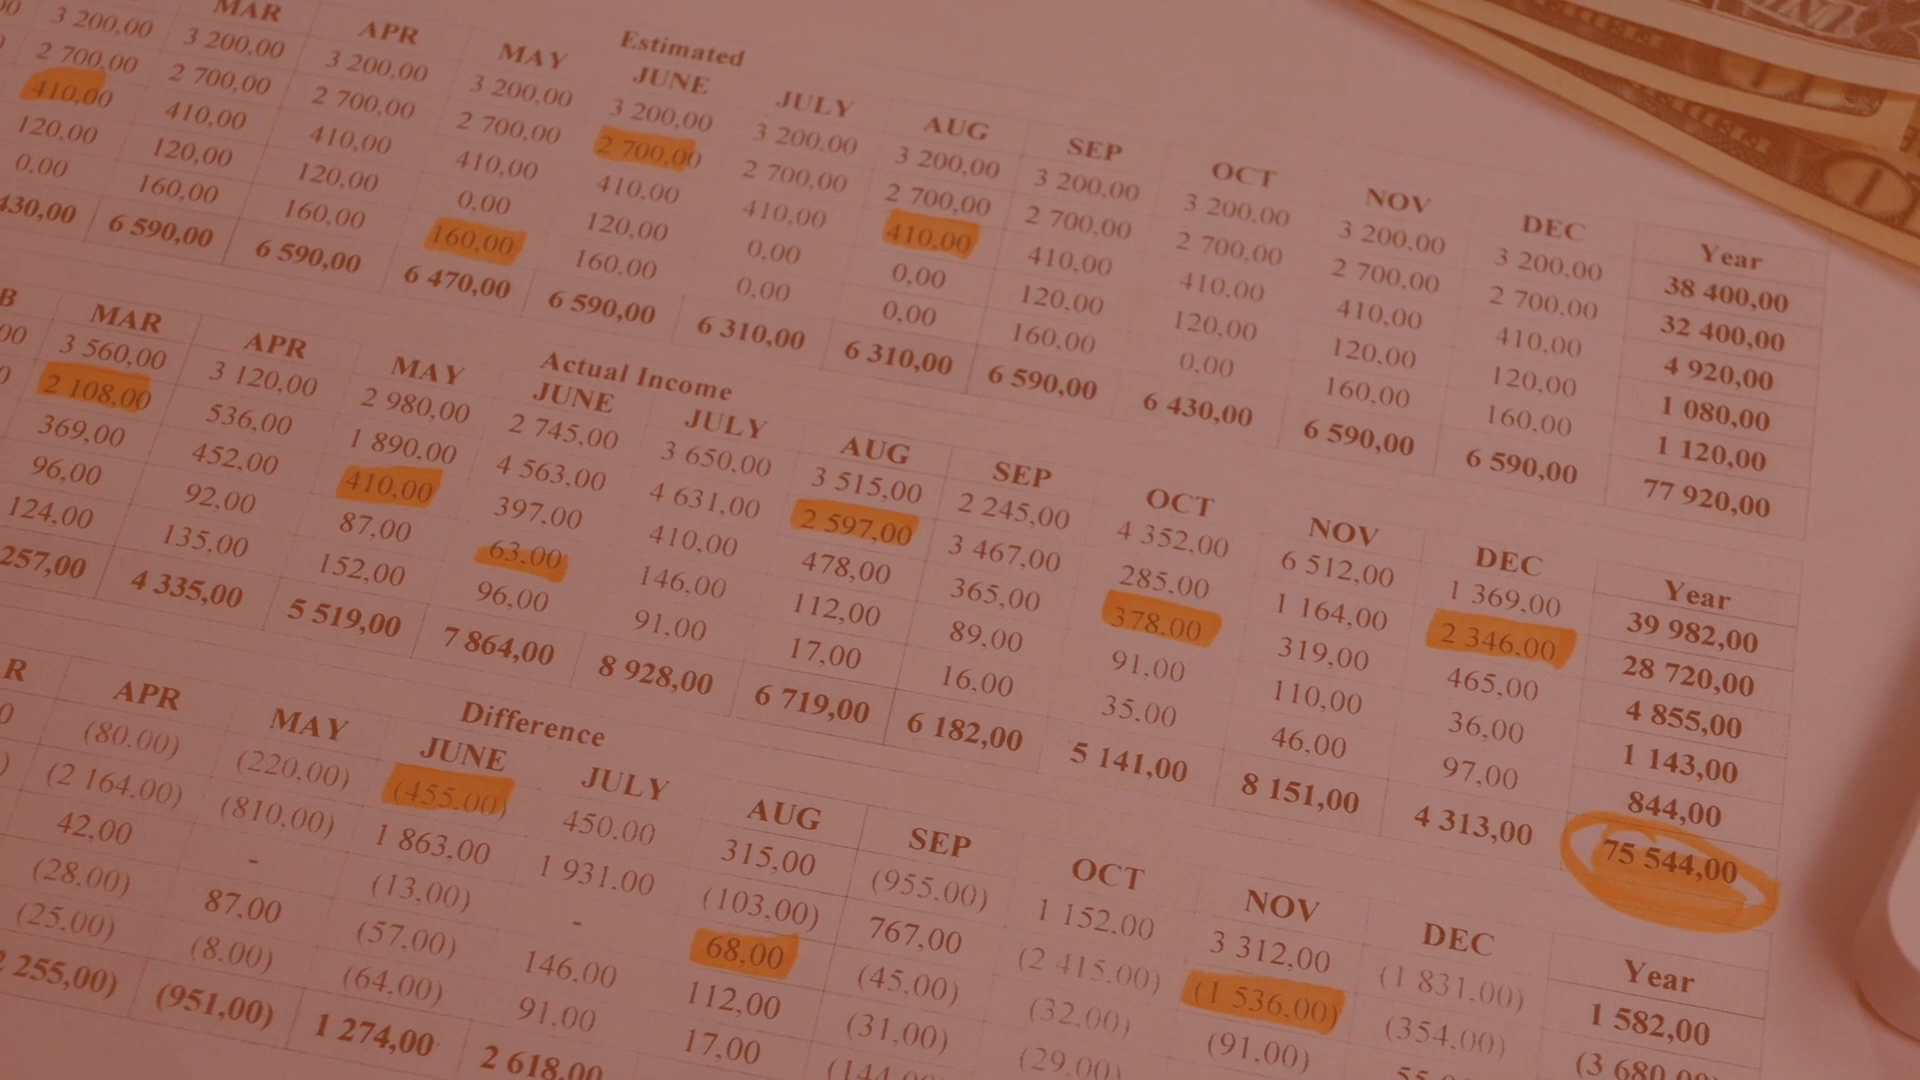 Estimated
MAR APR MAY JUNE JULY AUG SEP OCT NOV DEC Year
3 200,00 3 200,00 3 200,00 3 200,00 3 200,00 3 200,00 3 200,00 3 200,00 3 200,00 3 200,00 3 200,00 38 400,00
2 700,00 2 700,00 2 700,00 2 700,00 2 700,00 2 700,00 2 700,00 2 700,00 2 700,00 2 700,00 2 700,00 32 400,00
410,00 410,00 410,00 410,00 410,00 410,00 410,00 410,00 410,00 410,00 410,00 4 920,00
120,00 120,00 120,00 0,00 120,00 0,00 0,00 120,00 120,00 120,00 120,00 1 080,00
0.00 160,00 160,00 160,00 160,00 0,00 0,00 160,00 0,00 160,00 160,00 1 120,00
430,00 6 590,00 6 590,00 6 470,00 6 590,00 6 310,00 6 310,00 6 590,00 6 430,00 6 590,00 6 590,00 77 920,00
Actual Income
B MAR APR MAY JUNE JULY AUG SEP OCT NOV DEC Year
00 3 560,00 3 120,00 2 980,00 2 745,00 3 650,00 3 515,00 2 245,00 4 352,00 6 512,00 1 369,00 39 982,00
2 108,00 536,00 1 890,00 4 563,00 4 631,00 2 597,00 3 467,00 285,00 1 164,00 2 346,00 28 720,00
369,00 452,00 410,00 397,00 410,00 478,00 365,00 378,00 319,00 465,00 4 855,00
96,00 92,00 87,00 63,00 146,00 112,00 89,00 91,00 110,00 36,00 1 143,00
124,00 135,00 152,00 96,00 91,00 17,00 16,00 35,00 46,00 97,00 844,00
257,00 4 335,00 5 519,00 7 864,00 8 928,00 6 719,00 6 182,00 5 141,00 8 151,00 4 313,00 75 544,00
Difference
R APR MAY JUNE JULY AUG SEP OCT NOV DEC Year
(80.00) (220,00) (455.00) 450.00 315,00 (955.00) 1 152.00 3 312,00 (1 831.00) 1 582,00
(2 164.00) (810,00) 1 863,00 1 931.00 (103.00) 767,00 (2 415.00) (1 536,00) (354.00) (3 680.00)
42,00 - (13.00) - 68,00 (45,00) (32.00) (91.00)
(28.00) 87,00 (57,00) 146,00 112,00 (31.00) (29.00)
(25.00) (8.00) (64.00) 91,00 17,00
2 255,00) (951,00) 1 274,00 2 618,00